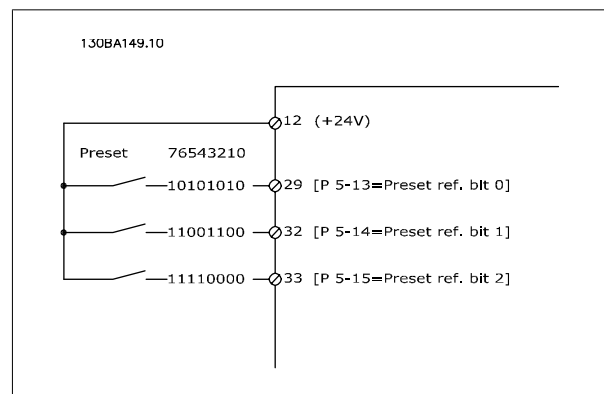 130BA149.10
12 (+24V)
Preset 76543210
10101010 29 [P 5-13=Preset ref. bit 0]
11001100 32 [P 5-14=Preset ref. bit 1]
11110000 33 [P 5-15=Preset ref. bit 2]